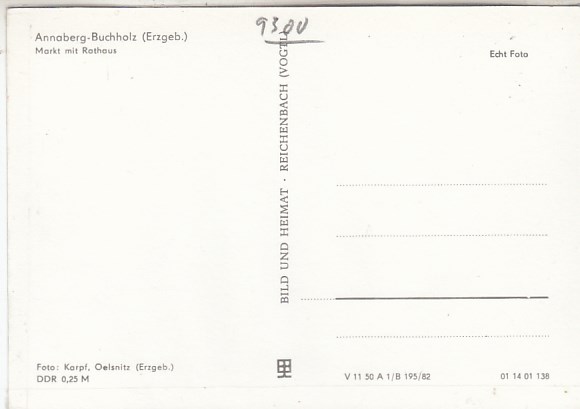 Annaberg-Buchholz (Erzgeb.)
Markt mit Rathaus
9300
Echt Foto
BILD UND HEIMAT · REICHENBACH (VOGTL
Foto: Karpf, Oelsnitz (Erzgeb.)
DDR 0,25 M
V 11 50 A 1/B 195/82
01 14 01 138